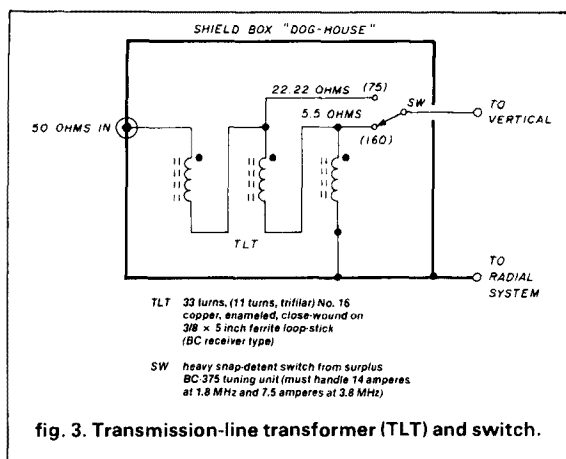 SHIELD BOX "DOG-HOUSE"
22.22 OHMS
(75)
5.5 OHMS
SW
50 OHMS IN
(160)
TO
VERTICAL
TLT
TO
RADIAL
SYSTEM
TLT 33 turns, (11 turns, trifilar) No. 16
copper, enameled, close-wound on
3/8 × 5 inch ferrite loop-stick
(BC receiver type)
SW heavy snap-detent switch from surplus
BC-375 tuning unit (must handle 14 amperes
at 1.8 MHz and 7.5 amperes at 3.8 MHz)
fig. 3. Transmission-line transformer (TLT) and switch.